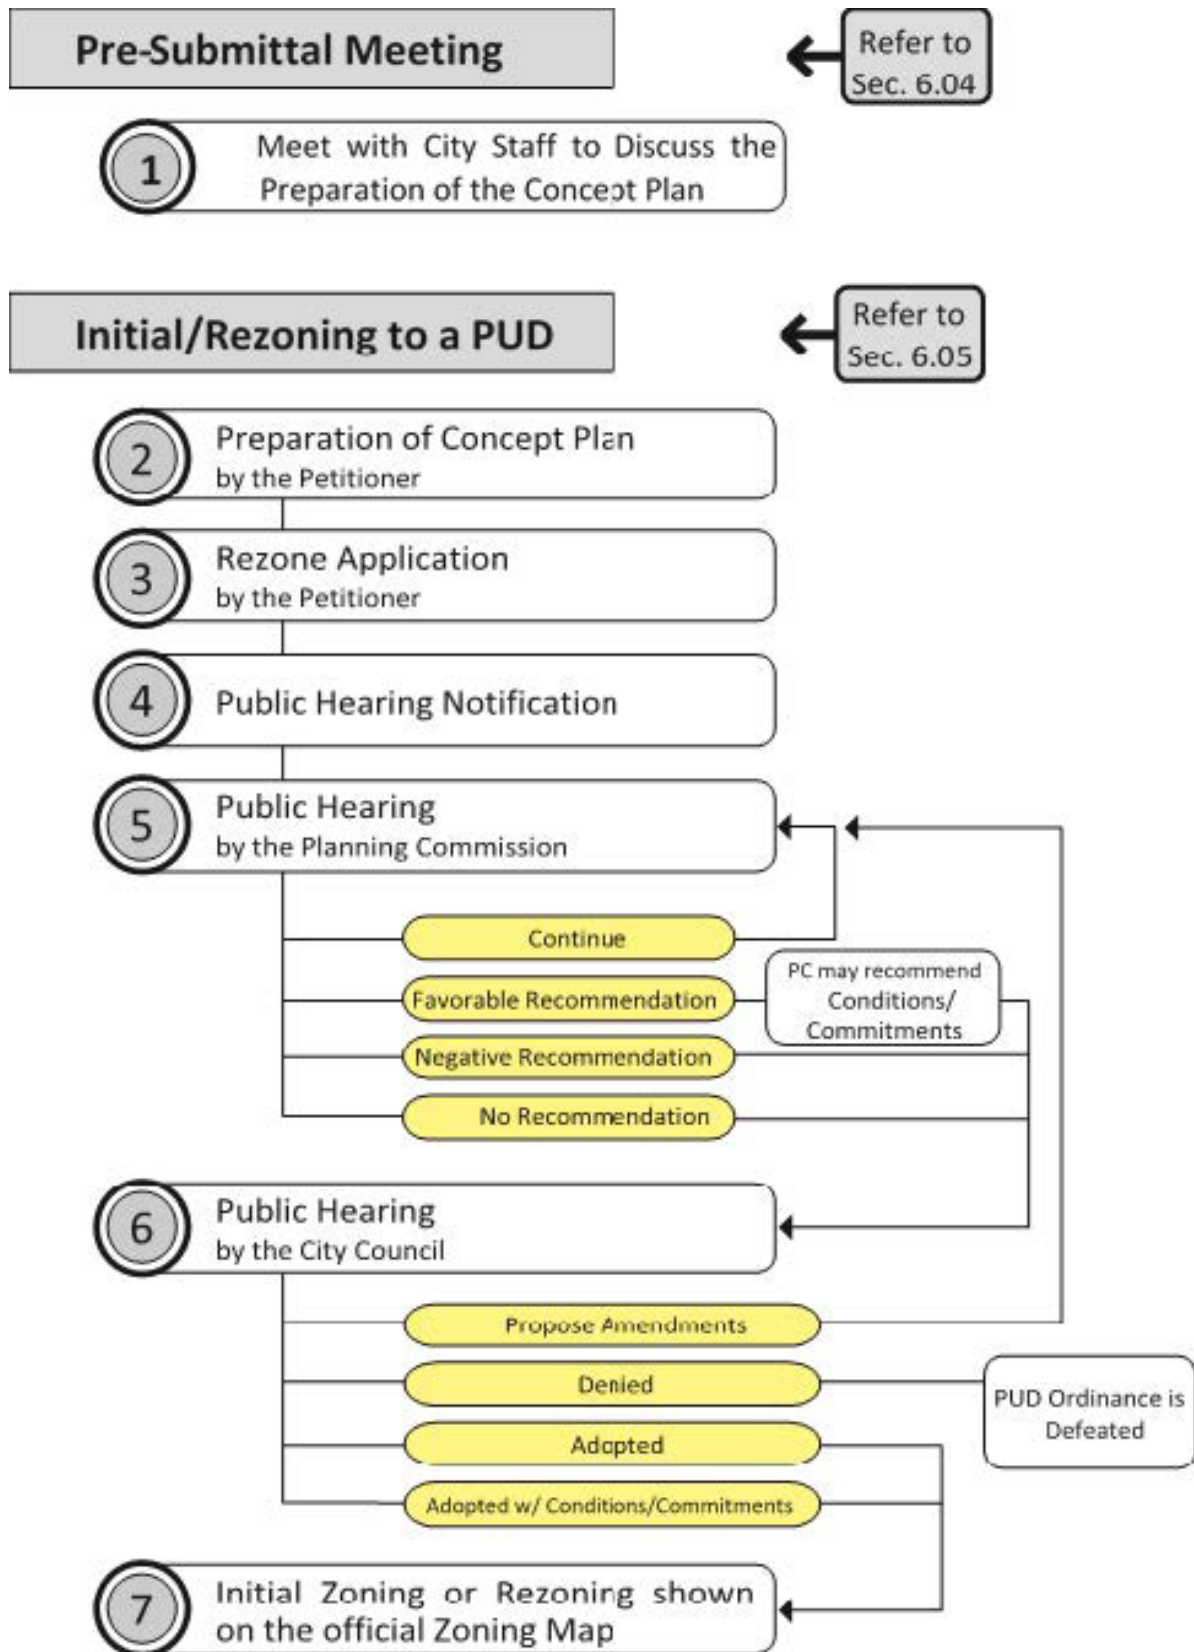 Pre-Submittal Meeting
Refer to
Sec. 6.04
1
Meet with City Staff to Discuss the
Preparation of the Concept Plan
Initial/Rezoning to a PUD
Refer to
Sec. 6.05
2
Preparation of Concept Plan
by the Petitioner
3
Rezone Application
by the Petitioner
4
Public Hearing Notification
5
Public Hearing
by the Planning Commission
Continue
Favorable Recommendation
PC may recommend
Conditions/
Commitments
Negative Recommendation
No Recommendation
6
Public Hearing
by the City Council
Propose Amendments
Denied
PUD Ordinance is
Defeated
Adopted
Adopted w/ Conditions/Commitments
7
Initial Zoning or Rezoning shown
on the official Zoning Map